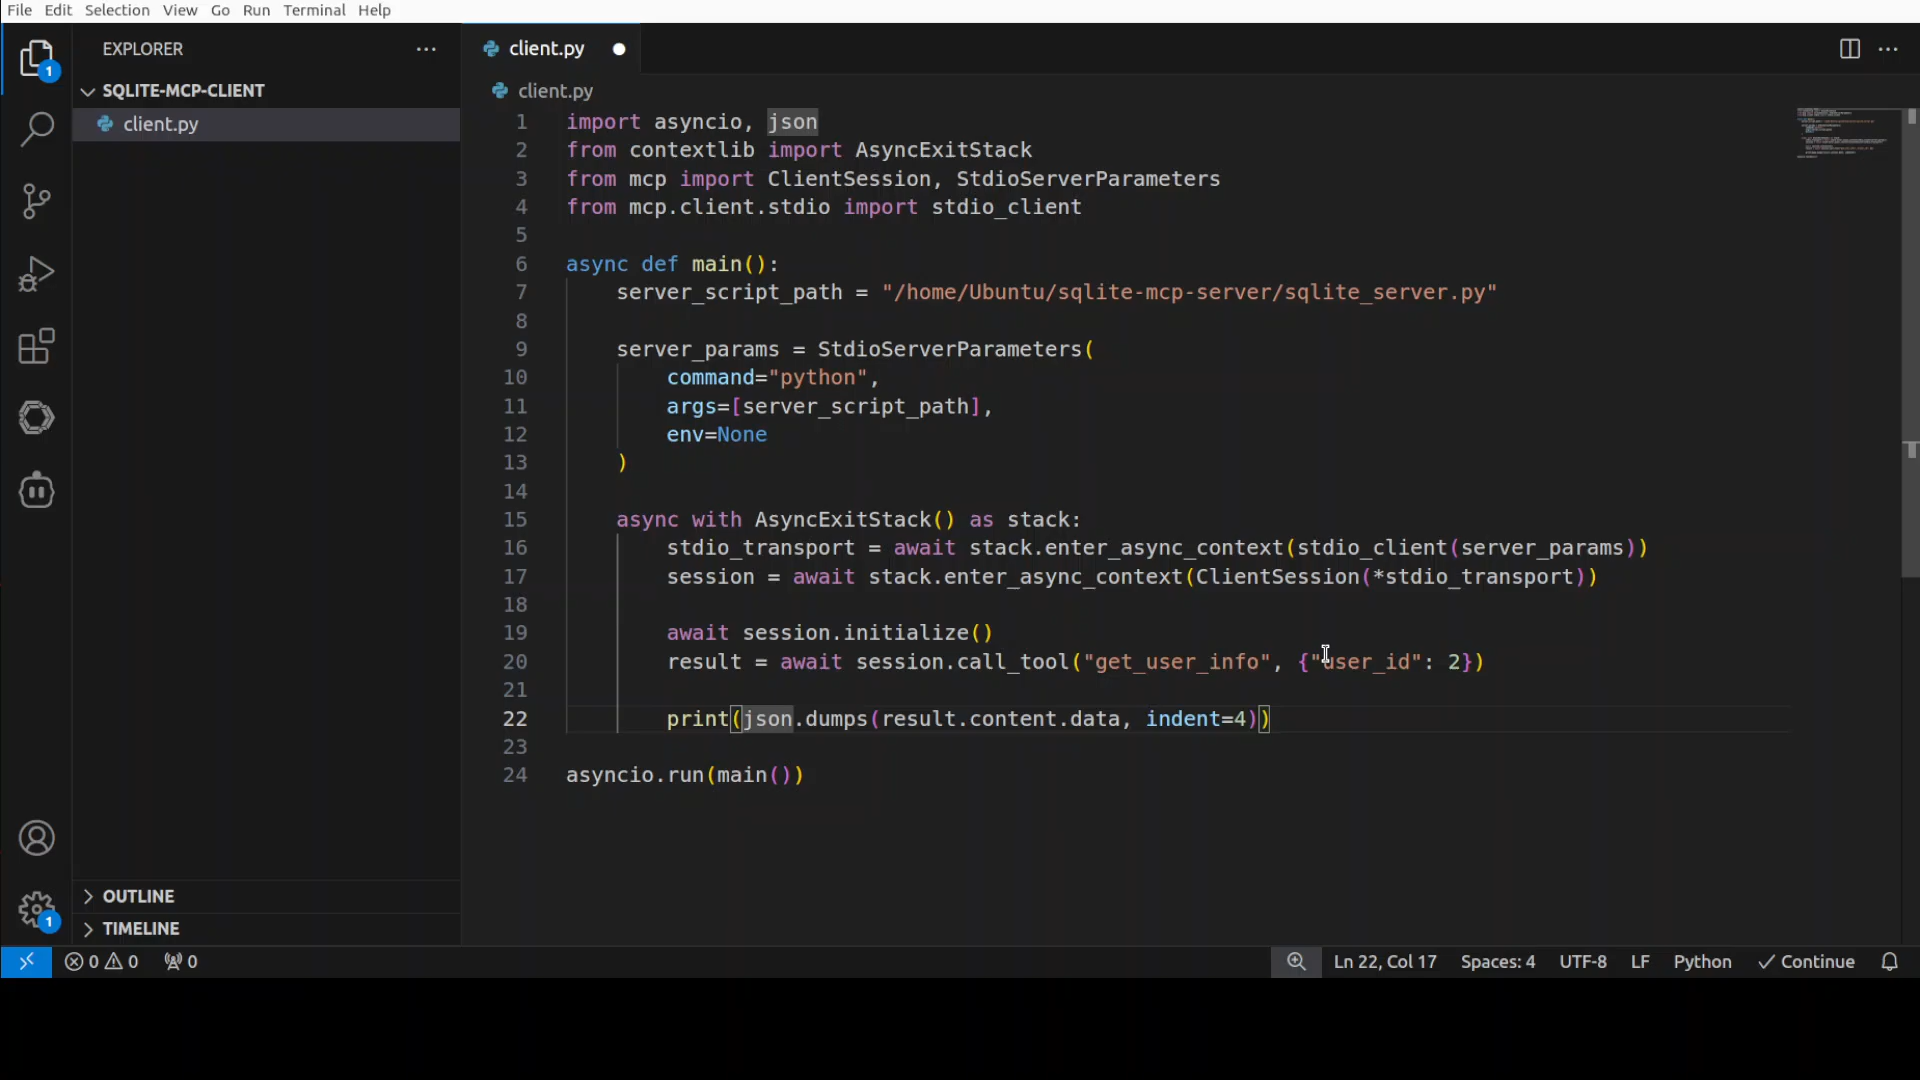 File Edit Selection View Go Run Terminal Help
EXPLORER
SQLITE-MCP-CLIENT
client.py
OUTLINE
TIMELINE
1
1
client.py
client.py
1 import asyncio, json
2 from contextlib import AsyncExitStack
3 from mcp import ClientSession, StdioServerParameters
4 from mcp.client.stdio import stdio_client
5
6 async def main():
7 server_script_path = "/home/Ubuntu/sqlite-mcp-server/sqlite_server.py"
8
9 server_params = StdioServerParameters(
10 command="python",
11 args=[server_script_path],
12 env=None
13 )
14
15 async with AsyncExitStack() as stack:
16 stdio_transport = await stack.enter_async_context(stdio_client(server_params))
17 session = await stack.enter_async_context(ClientSession(*stdio_transport))
18
19 await session.initialize()
20 result = await session.call_tool("get_user_info", {"user_id": 2})
21
22 print(json.dumps(result.content.data, indent=4))
23
24 asyncio.run(main())
0 0 0 Ln 22, Col 17 Spaces: 4 UTF-8 LF Python Continue